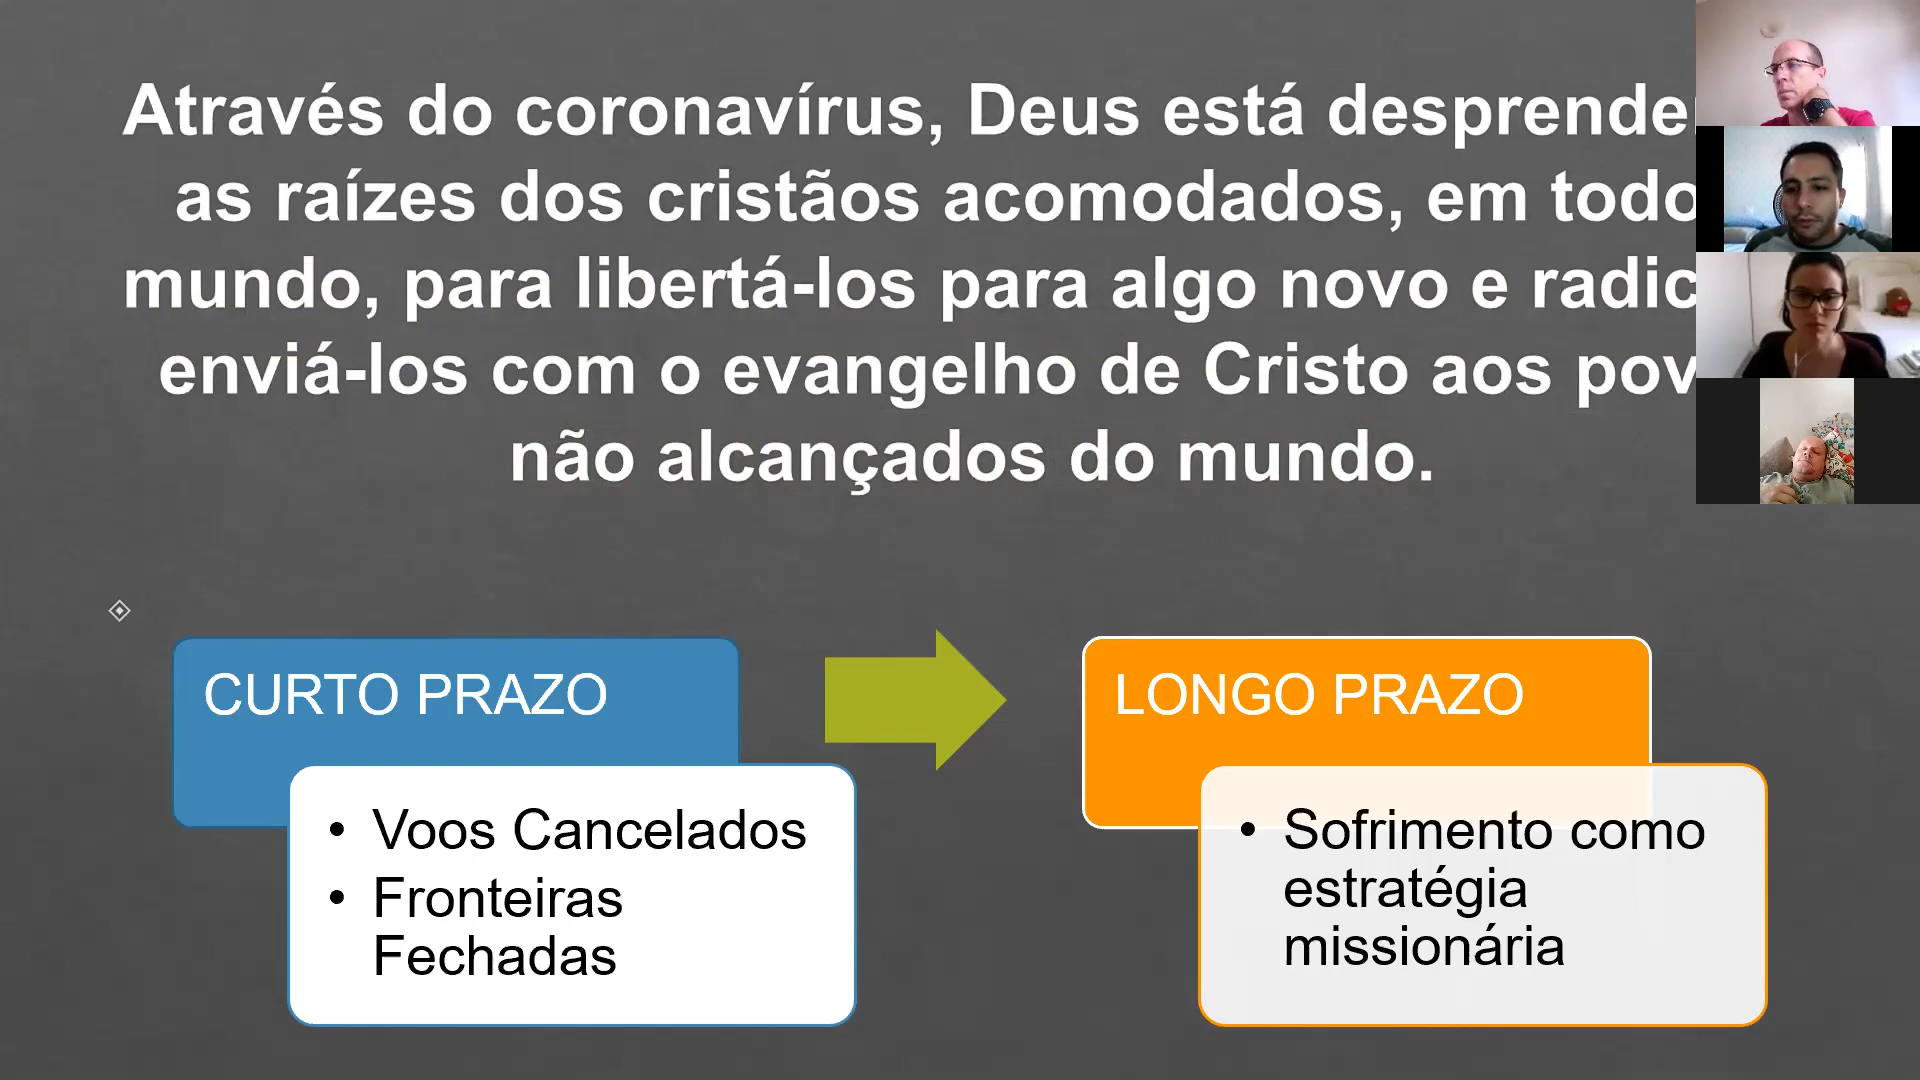 Através do coronavírus, Deus está desprende
as raízes dos cristãos acomodados, em todo
mundo, para libertá-los para algo novo e radic
enviá-los com o evangelho de Cristo aos pov
não alcançados do mundo.
CURTO PRAZO
• Voos Cancelados
• Fronteiras
Fechadas
LONGO PRAZO
• Sofrimento como
estratégia
missionária